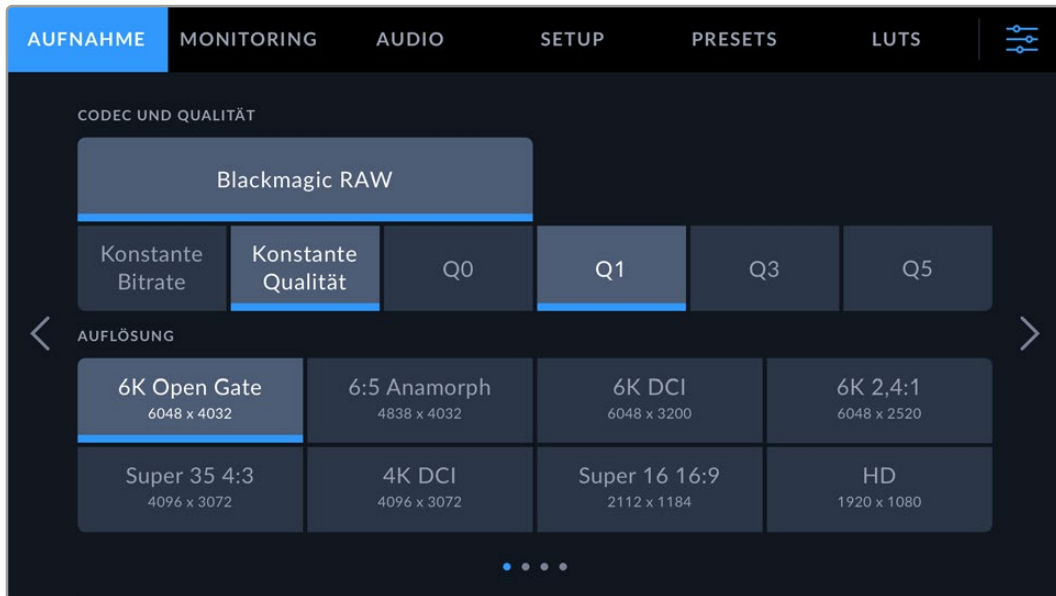 AUFNAHME MONITORING AUDIO SETUP PRESETS LUTS
CODEC UND QUALITÄT
Blackmagic RAW
Konstante Bitrate
Konstante Qualität
Q0
Q1
Q3
Q5
AUFLÖSUNG
6K Open Gate
6048 x 4032
6:5 Anamorph
4838 x 4032
6K DCI
6048 x 3200
6K 2,4:1
6048 x 2520
Super 35 4:3
4096 x 3072
4K DCI
4096 x 3072
Super 16 16:9
2112 x 1184
HD
1920 x 1080